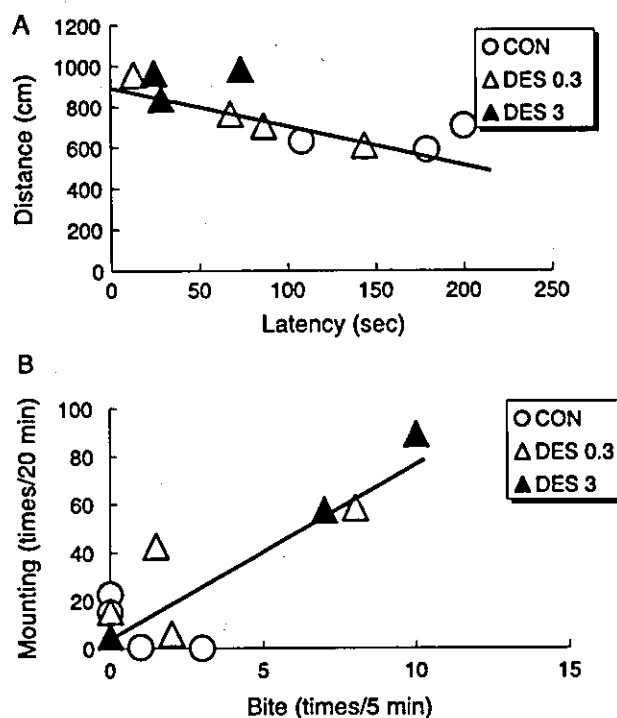 A
Distance (cm)
1200
1000
800
600
400
200
0
0 50 100 150 200 250
Latency (sec)
CON
DES 0.3
DES 3
B
Mounting (times/20 min)
100
80
60
40
20
0
0 5 10 15
Bite (times/5 min)
CON
DES 0.3
DES 3